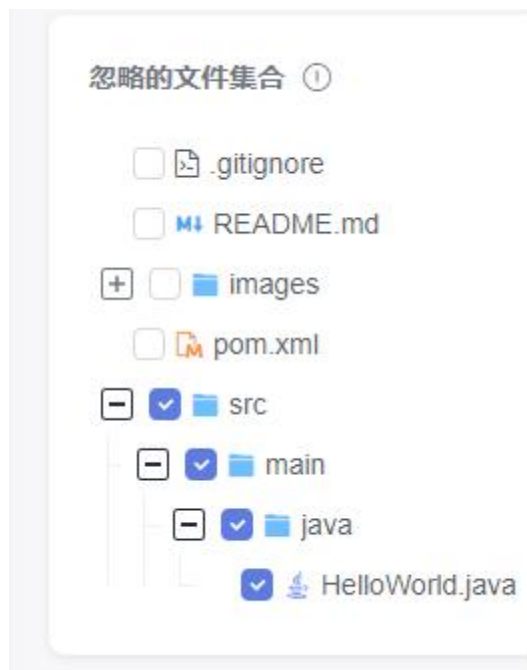 忽略的文件集合
.gitignore
README.md
images
pom.xml
src
main
java
HelloWorld.java